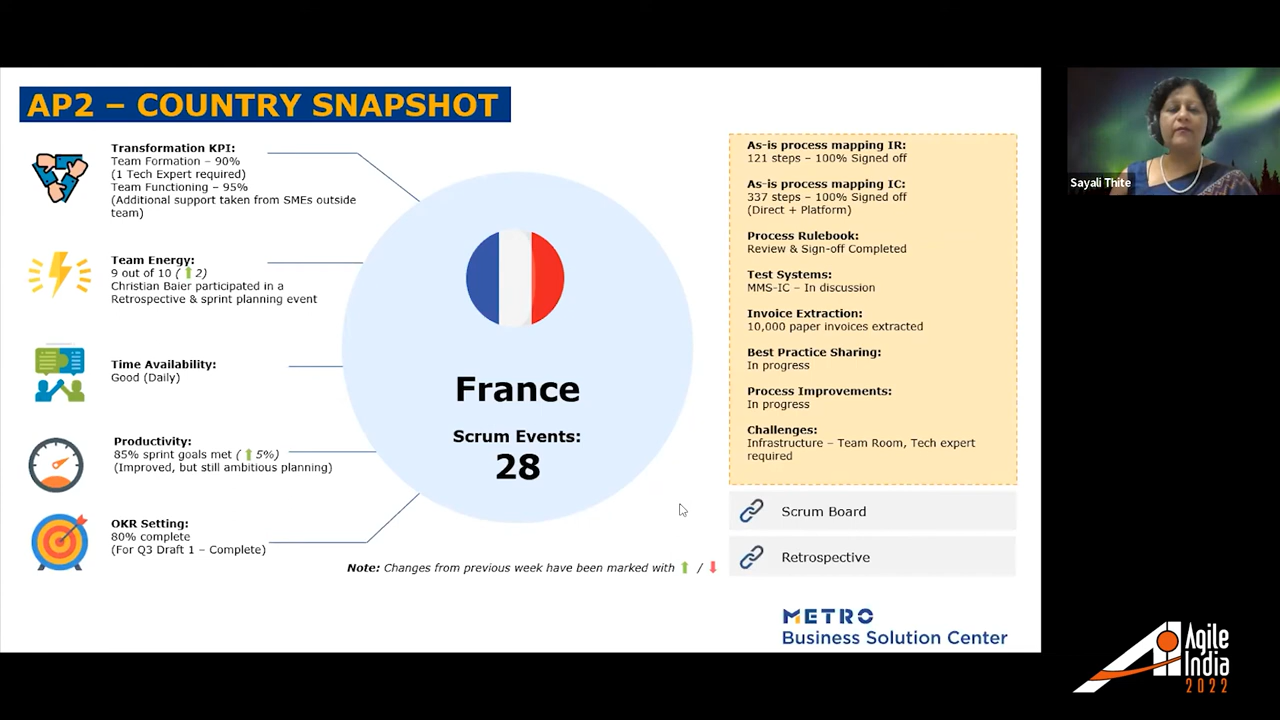 AP2 – COUNTRY SNAPSHOT
Transformation KPI:
Team Formation – 90%
(1 Tech Expert required)
Team Functioning – 95%
(Additional support taken from SMEs outside
team)
Team Energy:
9 out of 10 (⬆2)
Christian Baier participated in a
Retrospective & sprint planning event
Time Availability:
Good (Daily)
Productivity:
85% sprint goals met (⬆5%)
(Improved, but still ambitious planning)
OKR Setting:
80% complete
(For Q3 Draft 1 – Complete)
France
Scrum Events:
28
Note: Changes from previous week have been marked with ⬆ / ⬇
As-is process mapping IR:
121 steps – 100% Signed off
As-is process mapping IC:
337 steps – 100% Signed off
(Direct + Platform)
Process Rulebook:
Review & Sign-off Completed
Test Systems:
MMS-IC – In discussion
Invoice Extraction:
10,000 paper invoices extracted
Best Practice Sharing:
In progress
Process Improvements:
In progress
Challenges:
Infrastructure – Team Room, Tech expert
required
Scrum Board
Retrospective
METRO
Business Solution Center
Sayali Thite
Agile
India
2022